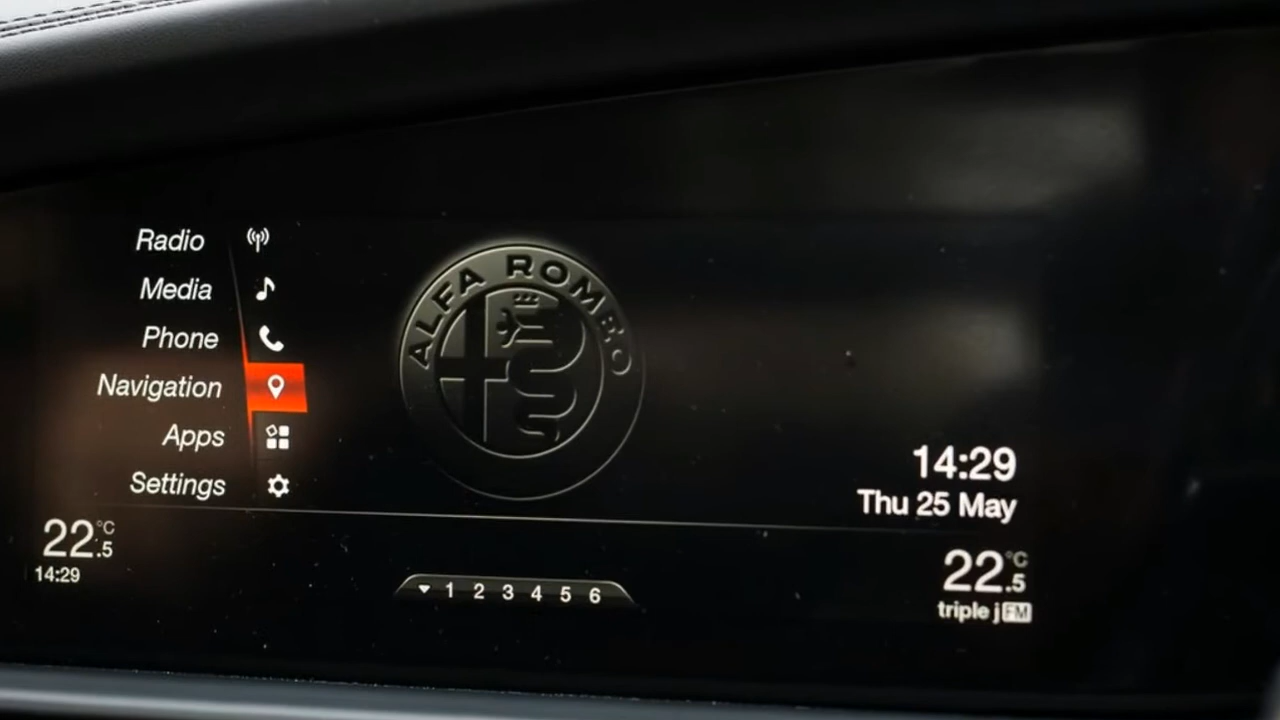 Radio
Media
Phone
Navigation
Apps
Settings
ALFA ROMEO
14:29
Thu 25 May
22.5 °C
14:29
1 2 3 4 5 6
22.5 °C
triple j FM